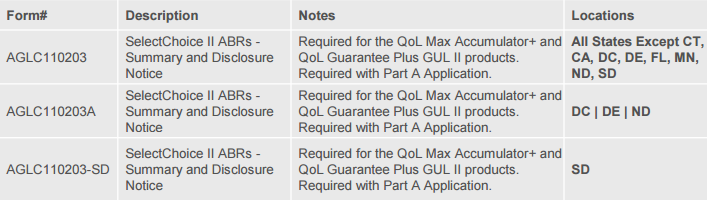 Form# Description Notes Locations
AGLC110203 SelectChoice II ABRs - Summary and Disclosure Notice Required for the QoL Max Accumulator+ and QoL Guarantee Plus GUL II products. Required with Part A Application. All States Except CT, CA, DC, DE, FL, MN, ND, SD
AGLC110203A SelectChoice II ABRs - Summary and Disclosure Notice Required for the QoL Max Accumulator+ and QoL Guarantee Plus GUL II products. Required with Part A Application. DC | DE | ND
AGLC110203-SD SelectChoice II ABRs - Summary and Disclosure Notice Required for the QoL Max Accumulator+ and QoL Guarantee Plus GUL II products. Required with Part A Application. SD